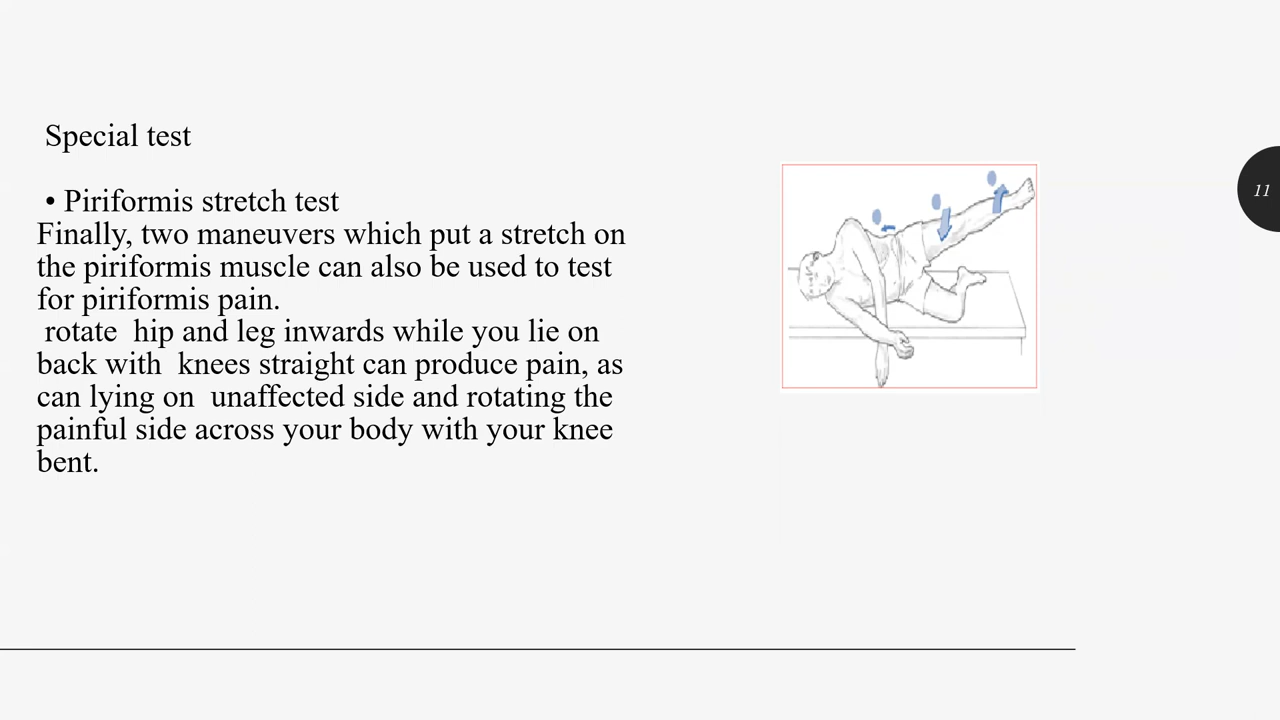 Special test
• Piriformis stretch test
Finally, two maneuvers which put a stretch on
the piriformis muscle can also be used to test
for piriformis pain.
rotate  hip and leg inwards while you lie on
back with  knees straight can produce pain, as
can lying on  unaffected side and rotating the
painful side across your body with your knee
bent.
11